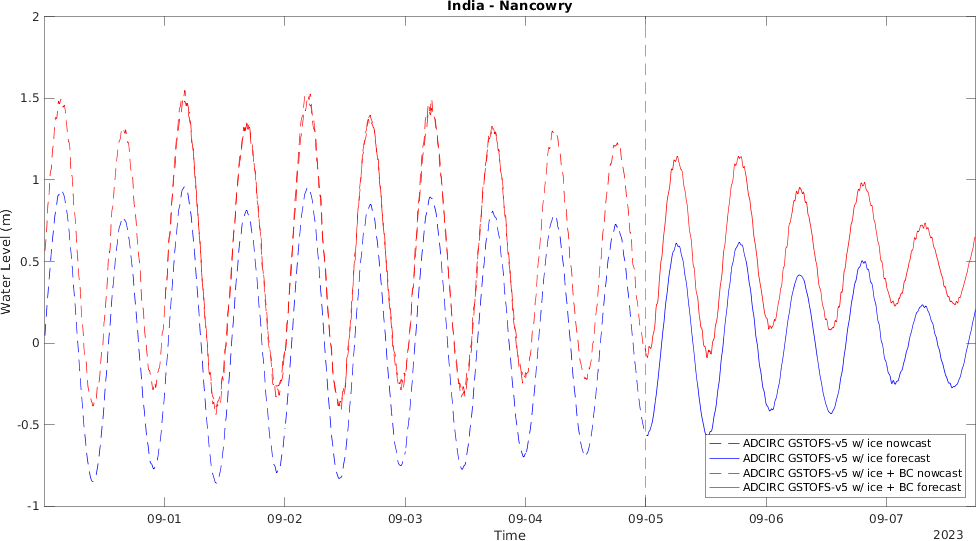 India - Nancowry
2
1.5
1
0.5
0
-0.5
-1
Water Level (m)
09-01 09-02 09-03 09-04 09-05 09-06 09-07
Time
2023
ADCIRC GSTOFS-v5 w/ ice nowcast
ADCIRC GSTOFS-v5 w/ ice forecast
ADCIRC GSTOFS-v5 w/ ice + BC nowcast
ADCIRC GSTOFS-v5 w/ ice + BC forecast